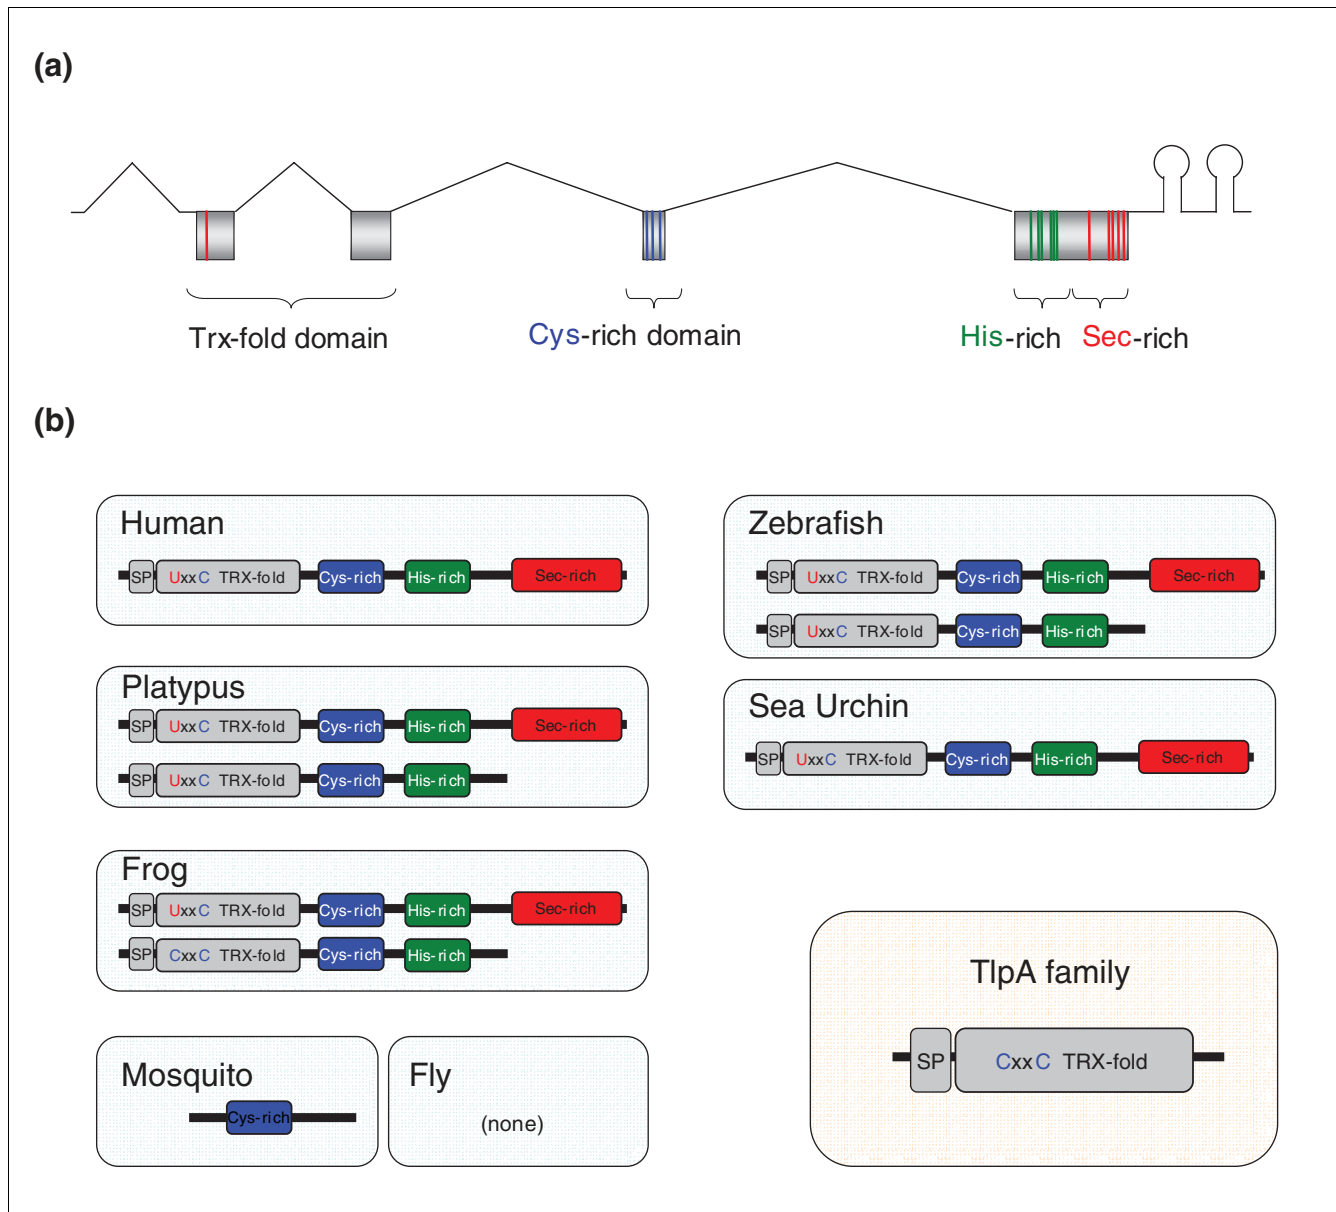 (a)
Trx-fold domain
Cys-rich domain
His-rich Sec-rich
(b)
Human
SP UxxC TRX-fold Cys-rich His-rich Sec-rich
Platypus
SP UxxC TRX-fold Cys-rich His-rich Sec-rich
SP UxxC TRX-fold Cys-rich His-rich
Frog
SP UxxC TRX-fold Cys-rich His-rich Sec-rich
SP CxxC TRX-fold Cys-rich His-rich
Mosquito
Cys-rich
Fly
(none)
Zebrafish
SP UxxC TRX-fold Cys-rich His-rich Sec-rich
SP UxxC TRX-fold Cys-rich His-rich
Sea Urchin
SP UxxC TRX-fold Cys-rich His-rich Sec-rich
TlpA family
SP CxxC TRX-fold